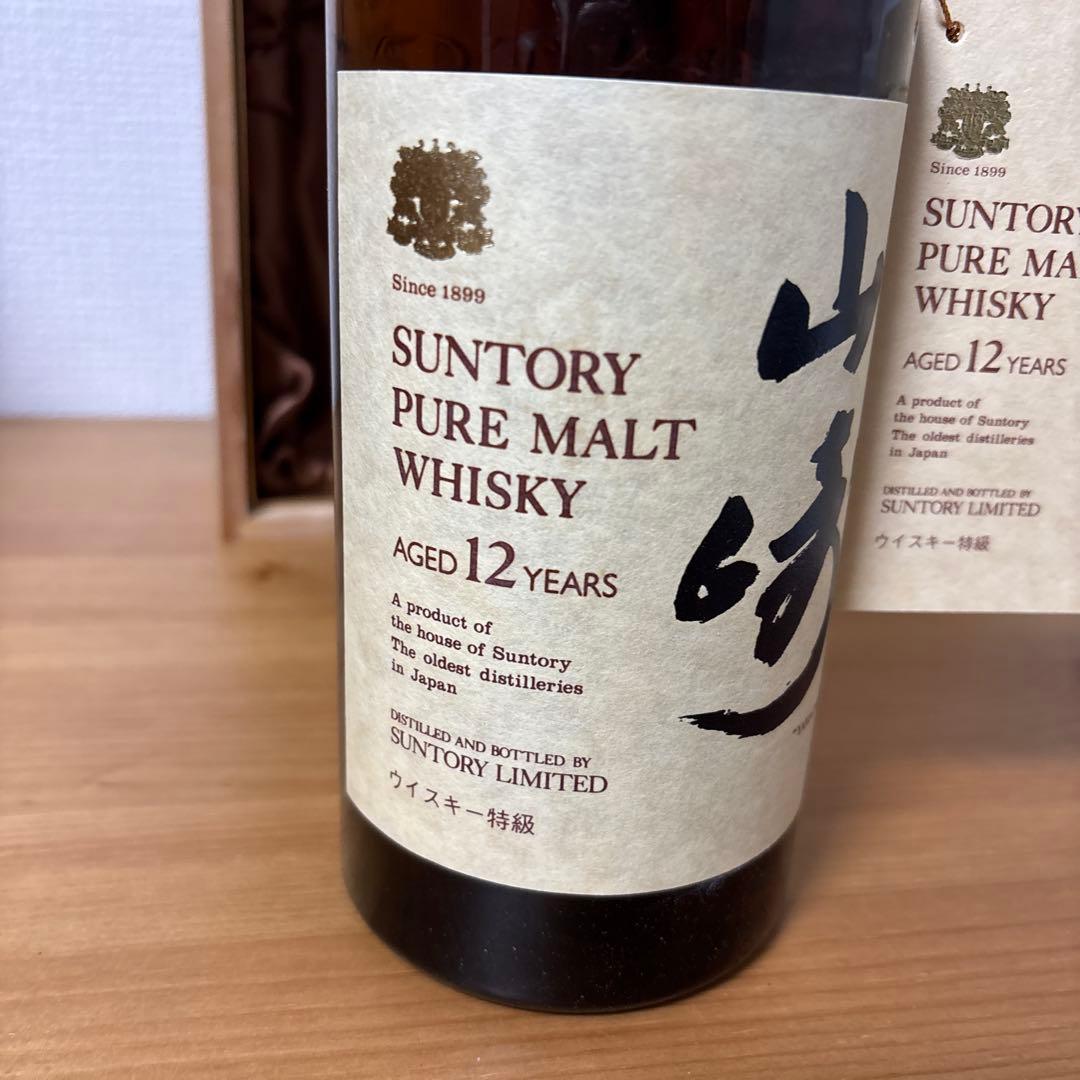 Since 1899
SUNTORY
PURE MALT
WHISKY
AGED 12 YEARS
A product of
the house of Suntory
The oldest distilleries
in Japan
DISTILLED AND BOTTLED BY
SUNTORY LIMITED
ウイスキー特級
山崎
Since 1899
SUNTORY
PURE MA
WHISKY
AGED 12 YEARS
A product of
the house of Suntory
The oldest distilleries
in Japan
DISTILLED AND BOTTLED BY
SUNTORY LIMITED
ウイスキー特級